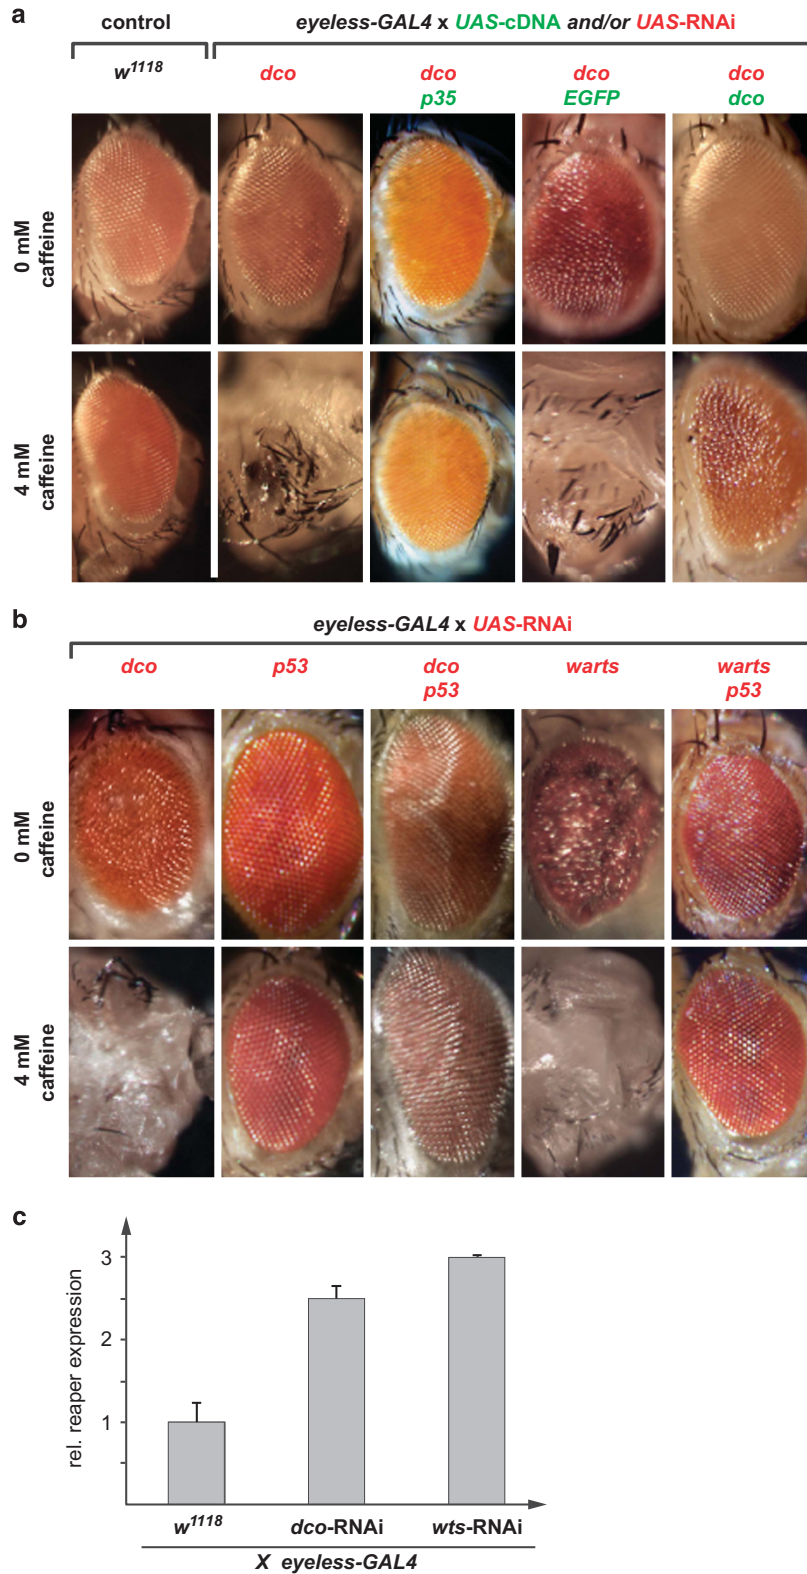 a
control
eyeless-GAL4 x UAS-cDNA and/or UAS-RNAi
w1118
dco
dco
p35
dco
EGFP
dco
dco
0 mM
caffeine
4 mM
caffeine
b
eyeless-GAL4 x UAS-RNAi
dco
p53
dco
p53
warts
warts
p53
0 mM
caffeine
4 mM
caffeine
c
rel. reaper expression
3
2
1
w1118
dco-RNAi
wts-RNAi
X eyeless-GAL4